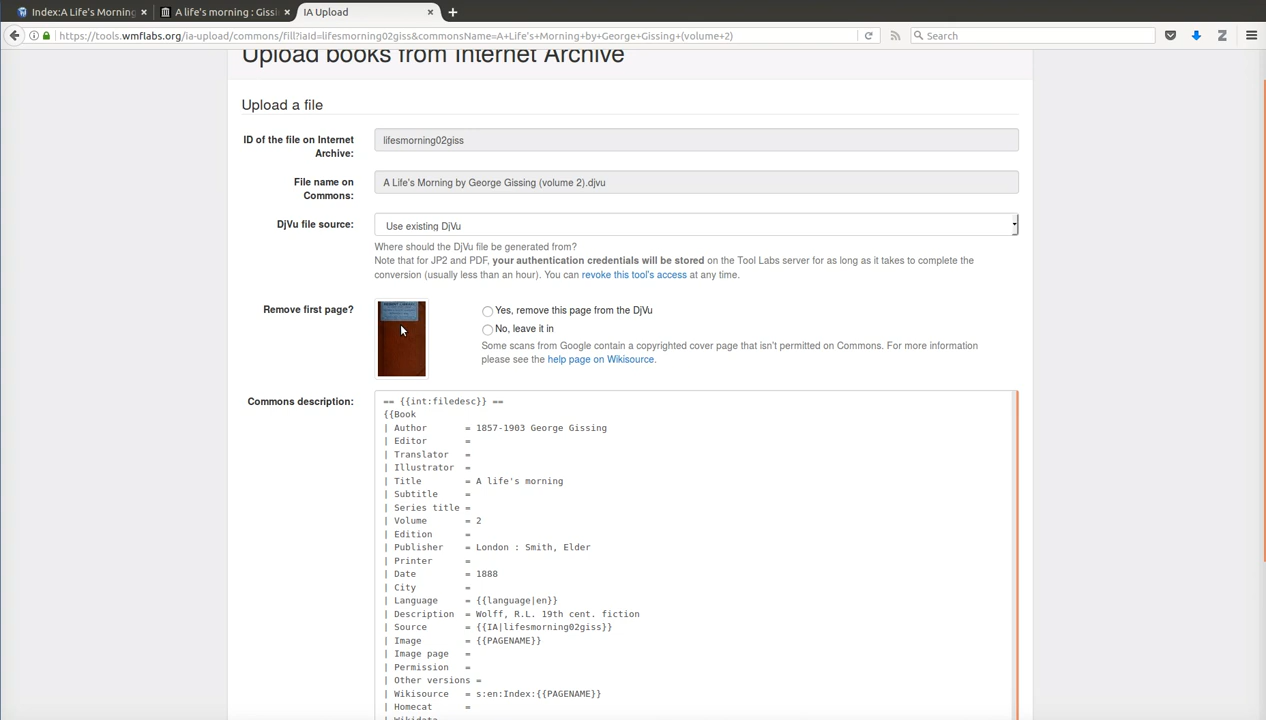 Index:A Life's Morning
A life's morning : Gissi
IA Upload
https://tools.wmflabs.org/ia-upload/commons/fill?iaId=lifesmorning02giss&commonsName=A+Life's+Morning+by+George+Gissing+(volume+2)
Search
Upload books from Internet Archive
Upload a file
ID of the file on Internet Archive:
lifesmorning02giss
File name on Commons:
A Life's Morning by George Gissing (volume 2).djvu
DjVu file source:
Use existing DjVu
Where should the DjVu file be generated from?
Note that for JP2 and PDF, your authentication credentials will be stored on the Tool Labs server for as long as it takes to complete the
conversion (usually less than an hour). You can revoke this tool's access at any time.
Remove first page?
Yes, remove this page from the DjVu
No, leave it in
Some scans from Google contain a copyrighted cover page that isn't permitted on Commons. For more information
please see the help page on Wikisource.
Commons description:
== {{int:filedesc}} ==
{{Book
| Author = 1857-1903 George Gissing
| Editor =
| Translator =
| Illustrator =
| Title = A life's morning
| Subtitle =
| Series title =
| Volume = 2
| Edition =
| Publisher = London : Smith, Elder
| Printer =
| Date = 1888
| City =
| Language = {{language|en}}
| Description = Wolff, R.L. 19th cent. fiction
| Source = {{IA|lifesmorning02giss}}
| Image = {{PAGENAME}}
| Image page =
| Permission =
| Other versions =
| Wikisource = s:en:Index:{{PAGENAME}}
| Homecat =
| Wikidata